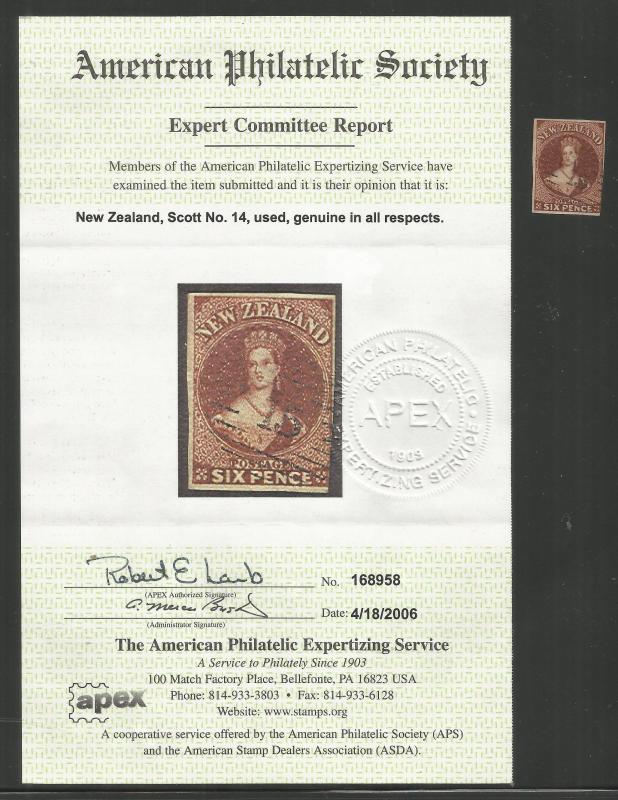 American Philatelic Society
Expert Committee Report
Members of the American Philatelic Expertizing Service have
examined the item submitted and it is their opinion that it is:
New Zealand, Scott No. 14, used, genuine in all respects.
NEW ZEALAND
POSTAGE
SIX PENCE
AMERICAN PHILATELIC
ESTABLISHED
APEX
1903
EXPERTIZING SERVICE
Robert E Lamb
No. 168958
(APEX Authorized Signature)
Date: 4/18/2006
(Administrator Signature)
The American Philatelic Expertizing Service
A Service to Philately Since 1903
100 Match Factory Place, Bellefonte, PA 16823 USA
Phone: 814-933-3803 • Fax: 814-933-6128
Website: www.stamps.org
apex
A cooperative service offered by the American Philatelic Society (APS)
and the American Stamp Dealers Association (ASDA).
NEW ZEALAND
SIX PENCE